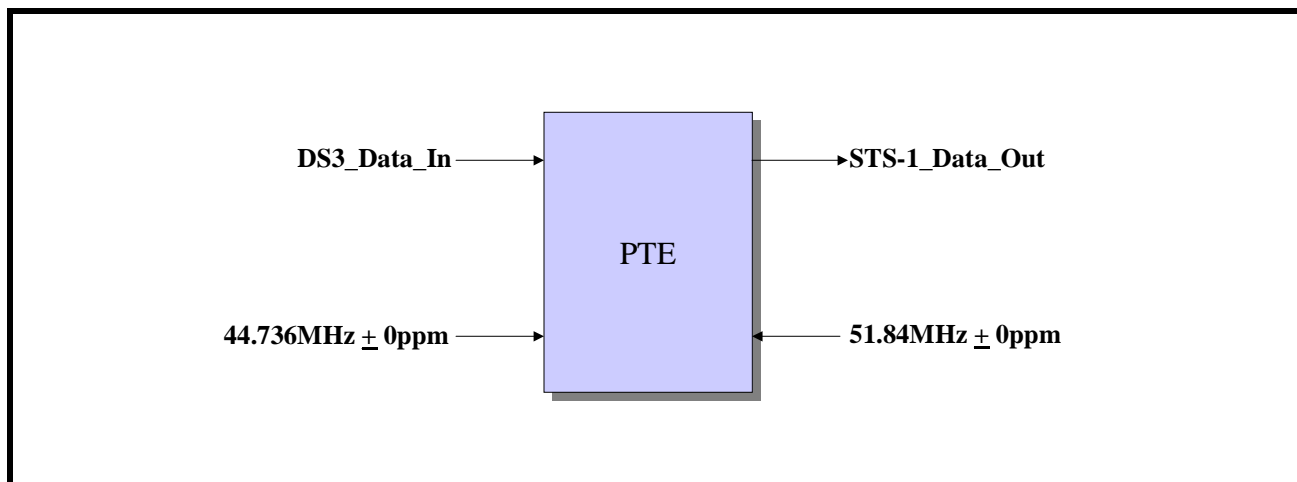 DS3_Data_In
STS-1_Data_Out
PTE
44.736MHz + 0ppm
51.84MHz + 0ppm